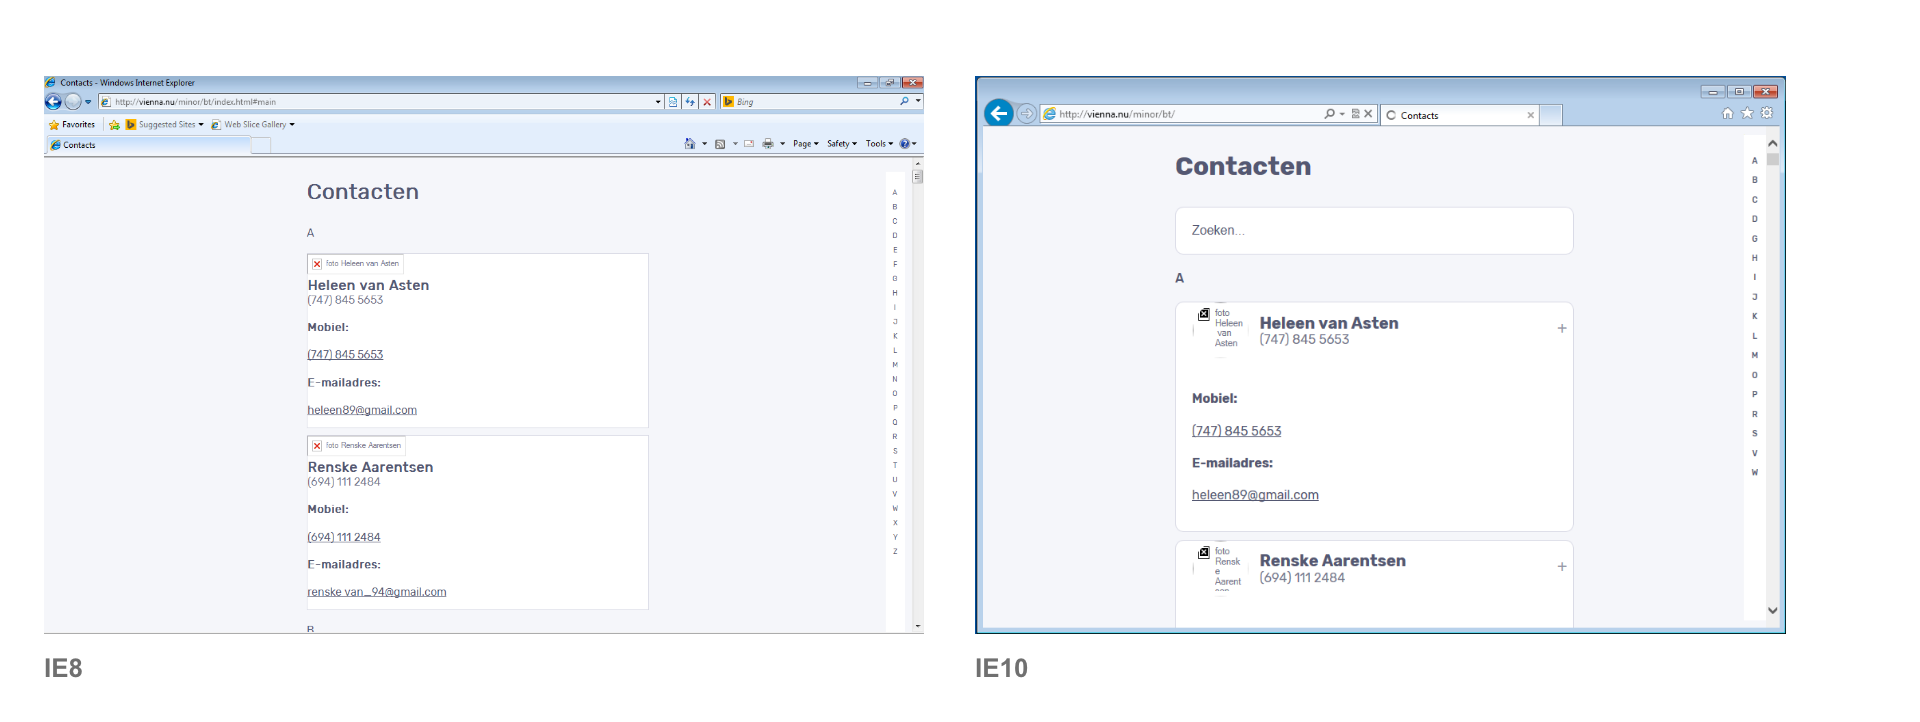 Contacts - Windows Internet Explorer
http://vienna.nu/minor/bt/index.html#main
Bing
Favorites
Suggested Sites
Web Slice Gallery
Contacts
Page
Safety
Tools
Contacten
A
foto Heleen van Asten
Heleen van Asten
(747) 845 5653
Mobiel:
(747) 845 5653
E-mailadres:
heleen89@gmail.com
foto Renske Aarentsen
Renske Aarentsen
(694) 111 2484
Mobiel:
(694) 111 2484
E-mailadres:
renske van_94@gmail.com
B
A
B
C
D
E
F
G
H
I
J
K
L
M
N
O
P
Q
R
S
T
U
V
W
X
Y
Z
IE8
http://vienna.nu/minor/bt/
Contacts
Contacten
Zoeken...
A
foto
Heleen
van
Asten
Heleen van Asten
(747) 845 5653
+
Mobiel:
(747) 845 5653
E-mailadres:
heleen89@gmail.com
foto
Rensk
e
Aarent
sen
Renske Aarentsen
(694) 111 2484
+
A
B
C
D
G
H
I
J
K
L
M
O
P
R
S
V
W
IE10